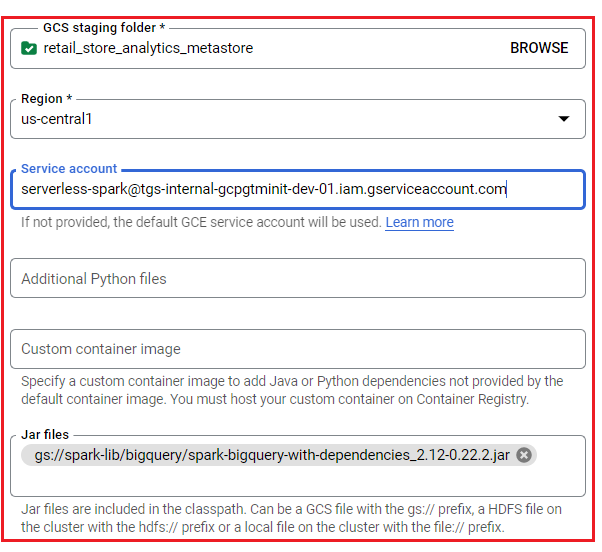 GCS staging folder *
retail_store_analytics_metastore
BROWSE
Region *
us-central1
Service account
serverless-spark@tgs-internal-gcpgtminit-dev-01.iam.gserviceaccount.com
If not provided, the default GCE service account will be used. Learn more
Additional Python files
Custom container image
Specify a custom container image to add Java or Python dependencies not provided by the
default container image. You must host your custom container on Container Registry.
Jar files
gs://spark-lib/bigquery/spark-bigquery-with-dependencies_2.12-0.22.2.jar
Jar files are included in the classpath. Can be a GCS file with the gs:// prefix, a HDFS file on
the cluster with the hdfs:// prefix or a local file on the cluster with the file:// prefix.